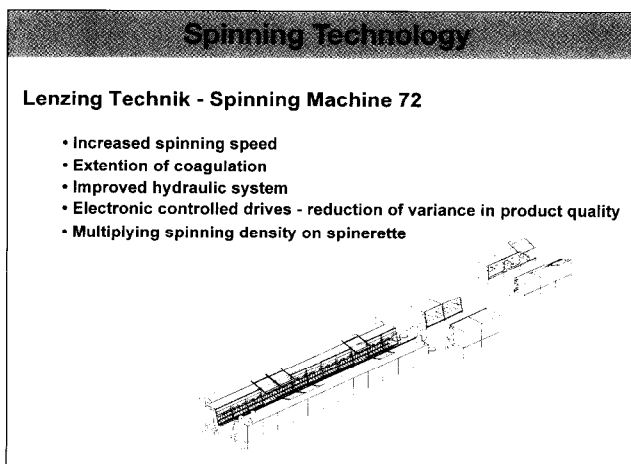 Spinning Technology
Lenzing Technik - Spinning Machine 72
• Increased spinning speed
• Extention of coagulation
• Improved hydraulic system
• Electronic controlled drives - reduction of variance in product quality
• Multiplying spinning density on spinerette